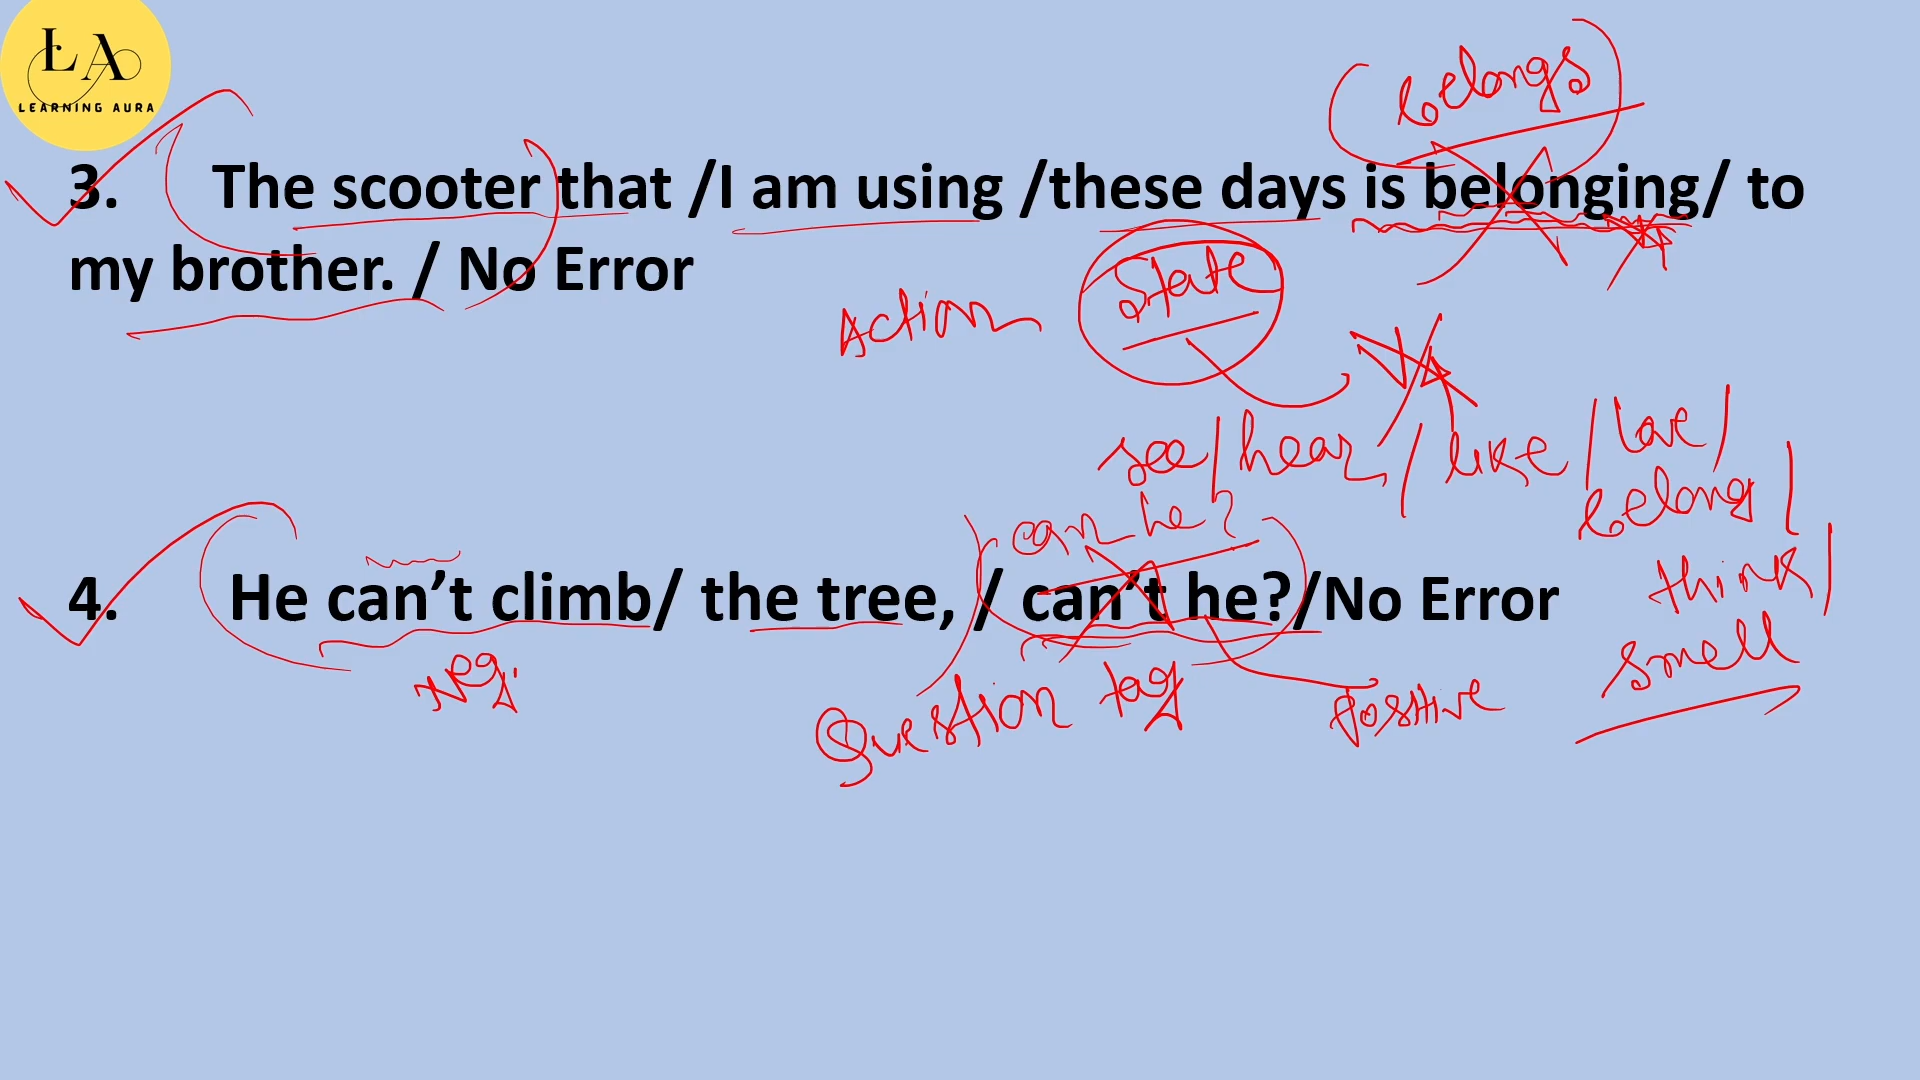 LA
LEARNING AURA
belongs
3. The scooter that /I am using /these days is belonging/ to
my brother. / No Error
Action State
see/hear/like/love/
belong/
think/
smell
can he?
4. He can’t climb/ the tree, / can’t he?/No Error
Neg.
Question tag
Positive